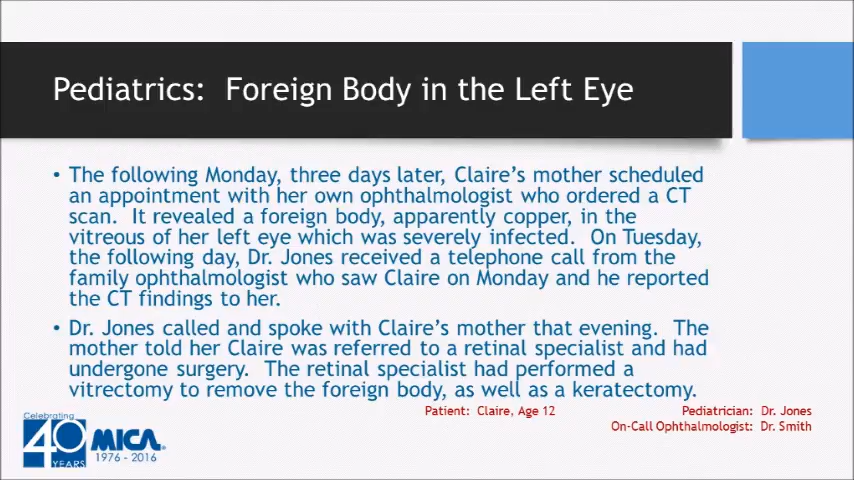 Pediatrics: Foreign Body in the Left Eye
• The following Monday, three days later, Claire's mother scheduled
an appointment with her own ophthalmologist who ordered a CT
scan. It revealed a foreign body, apparently copper, in the
vitreous of her left eye which was severely infected. On Tuesday,
the following day, Dr. Jones received a telephone call from the
family ophthalmologist who saw Claire on Monday and he reported
the CT findings to her.
• Dr. Jones called and spoke with Claire's mother that evening. The
mother told her Claire was referred to a retinal specialist and had
undergone surgery. The retinal specialist had performed a
vitrectomy to remove the foreign body, as well as a keratectomy.
Patient: Claire, Age 12
Pediatrician: Dr. Jones
On-Call Ophthalmologist: Dr. Smith
Celebrating
40
YEARS
MICA®
1976 - 2016